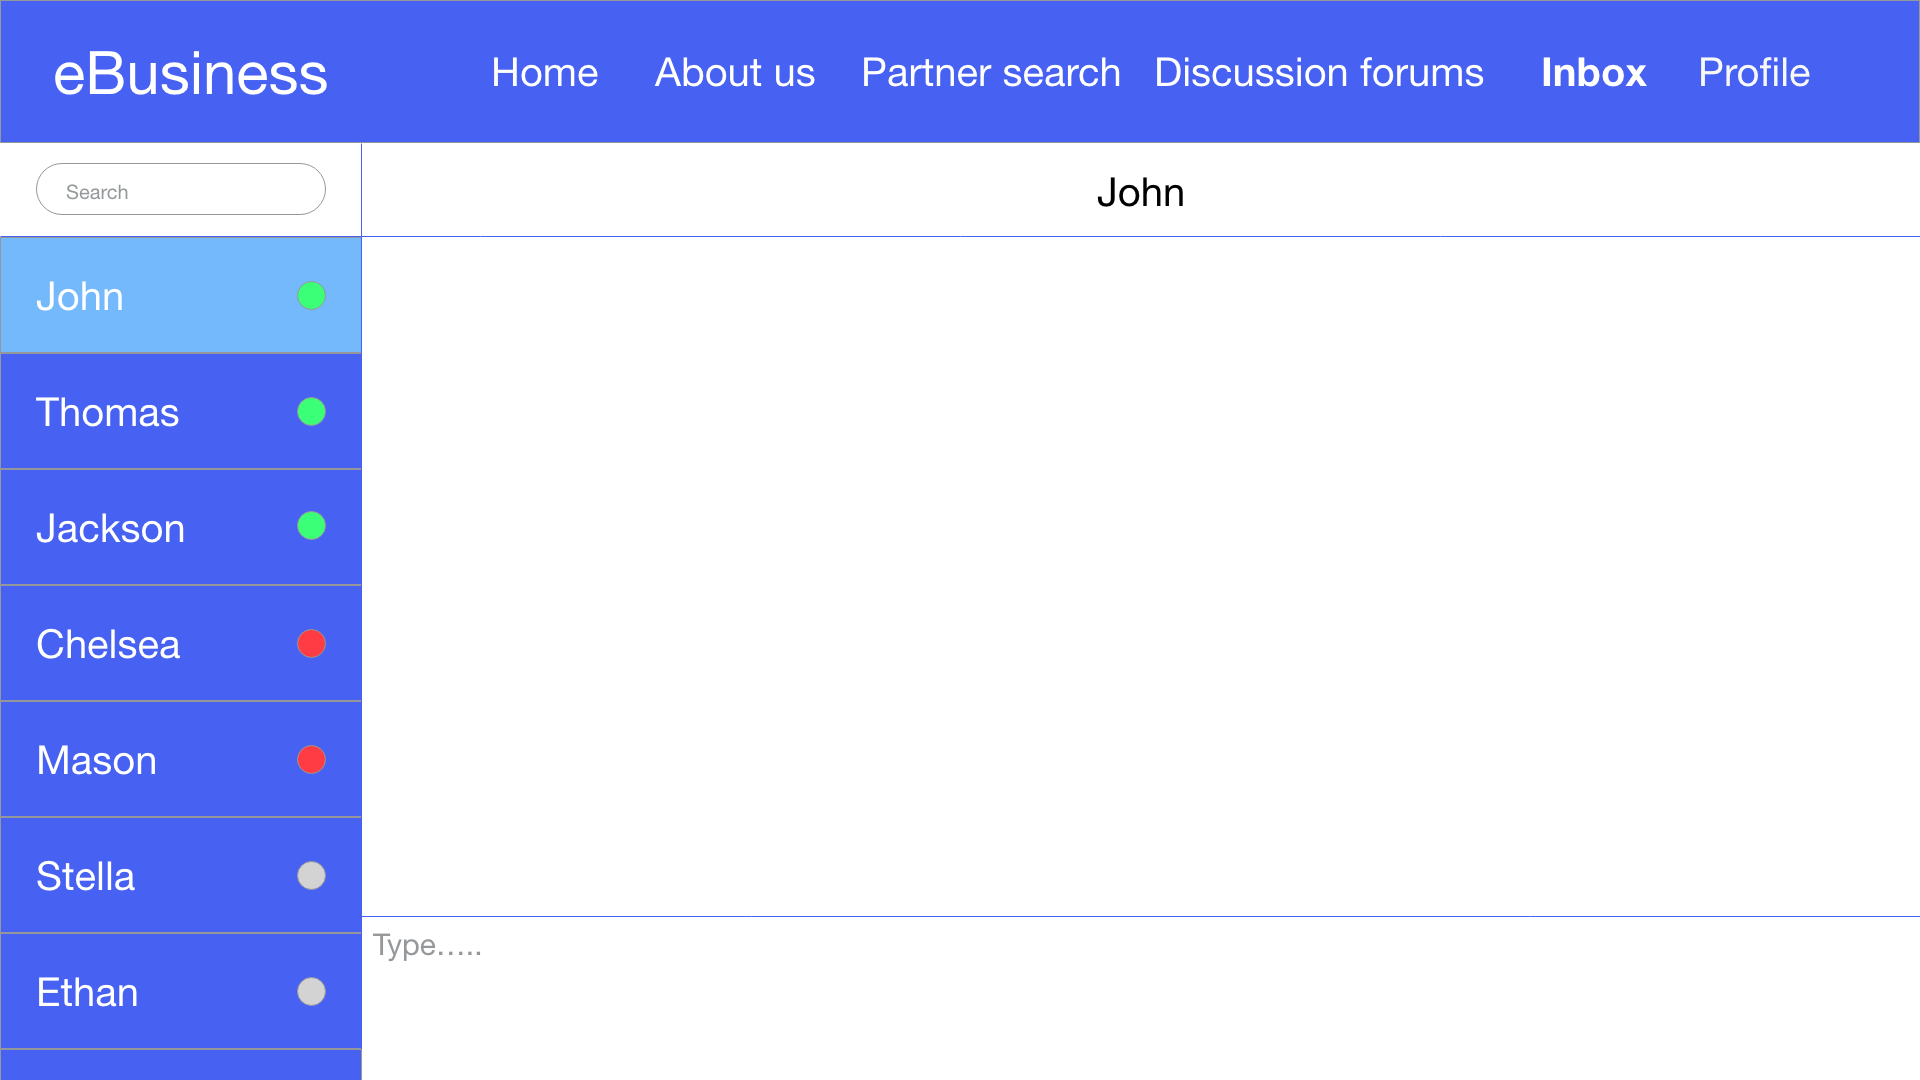 eBusiness Home About us Partner search Discussion forums Inbox Profile
Search
John
John
Thomas
Jackson
Chelsea
Mason
Stella
Ethan
Type…..